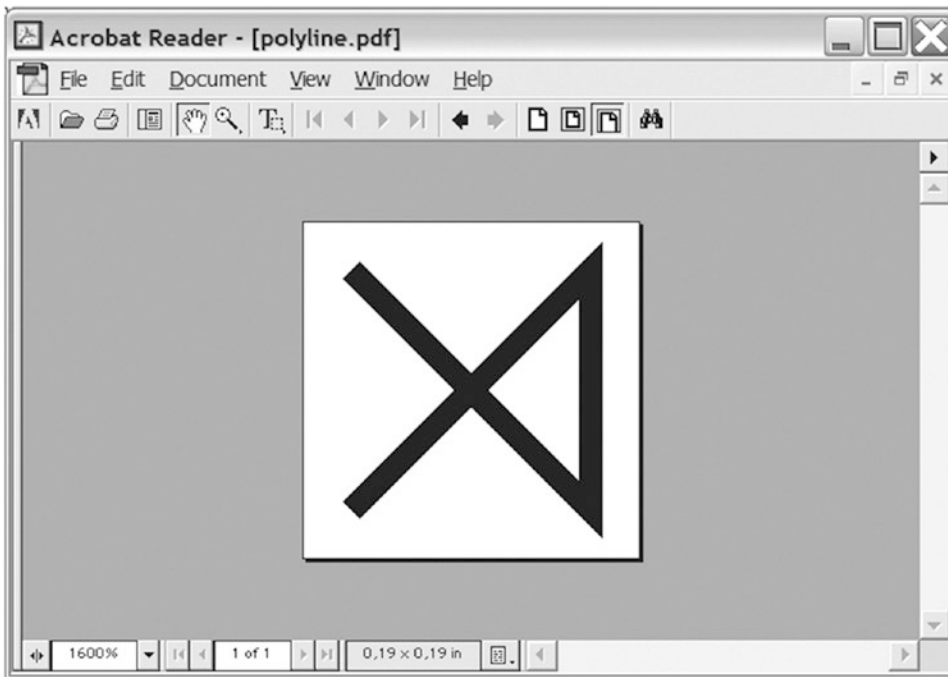 Acrobat Reader - [polyline.pdf]
File Edit Document View Window Help
1600% 1 of 1 0,19 x 0,19 in